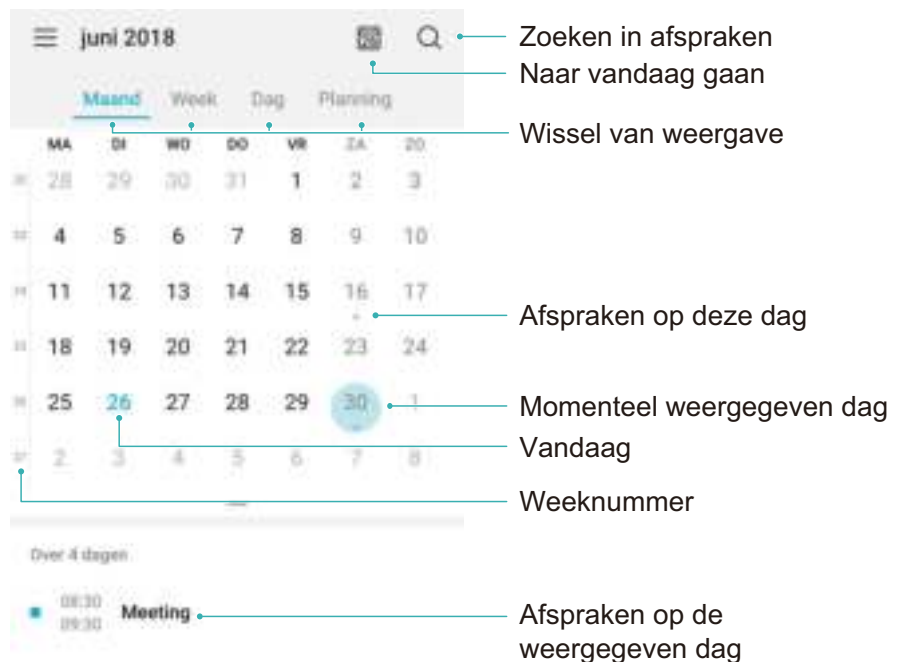 juni 2018
Zoeken in afspraken
Naar vandaag gaan
Maand Week Dag Planning
Wissel van weergave
MA DI WO DO VR ZA ZO
28 29 30 31 1 2 3
4 5 6 7 8 9 10
11 12 13 14 15 16 17
Afspraken op deze dag
18 19 20 21 22 23 24
25 26 27 28 29 30 1
Momenteel weergegeven dag
Vandaag
2 3 4 5 6 7 8
Weeknummer
Over 4 dagen
08:30
Meeting
09:30
Afspraken op de
weergegeven dag